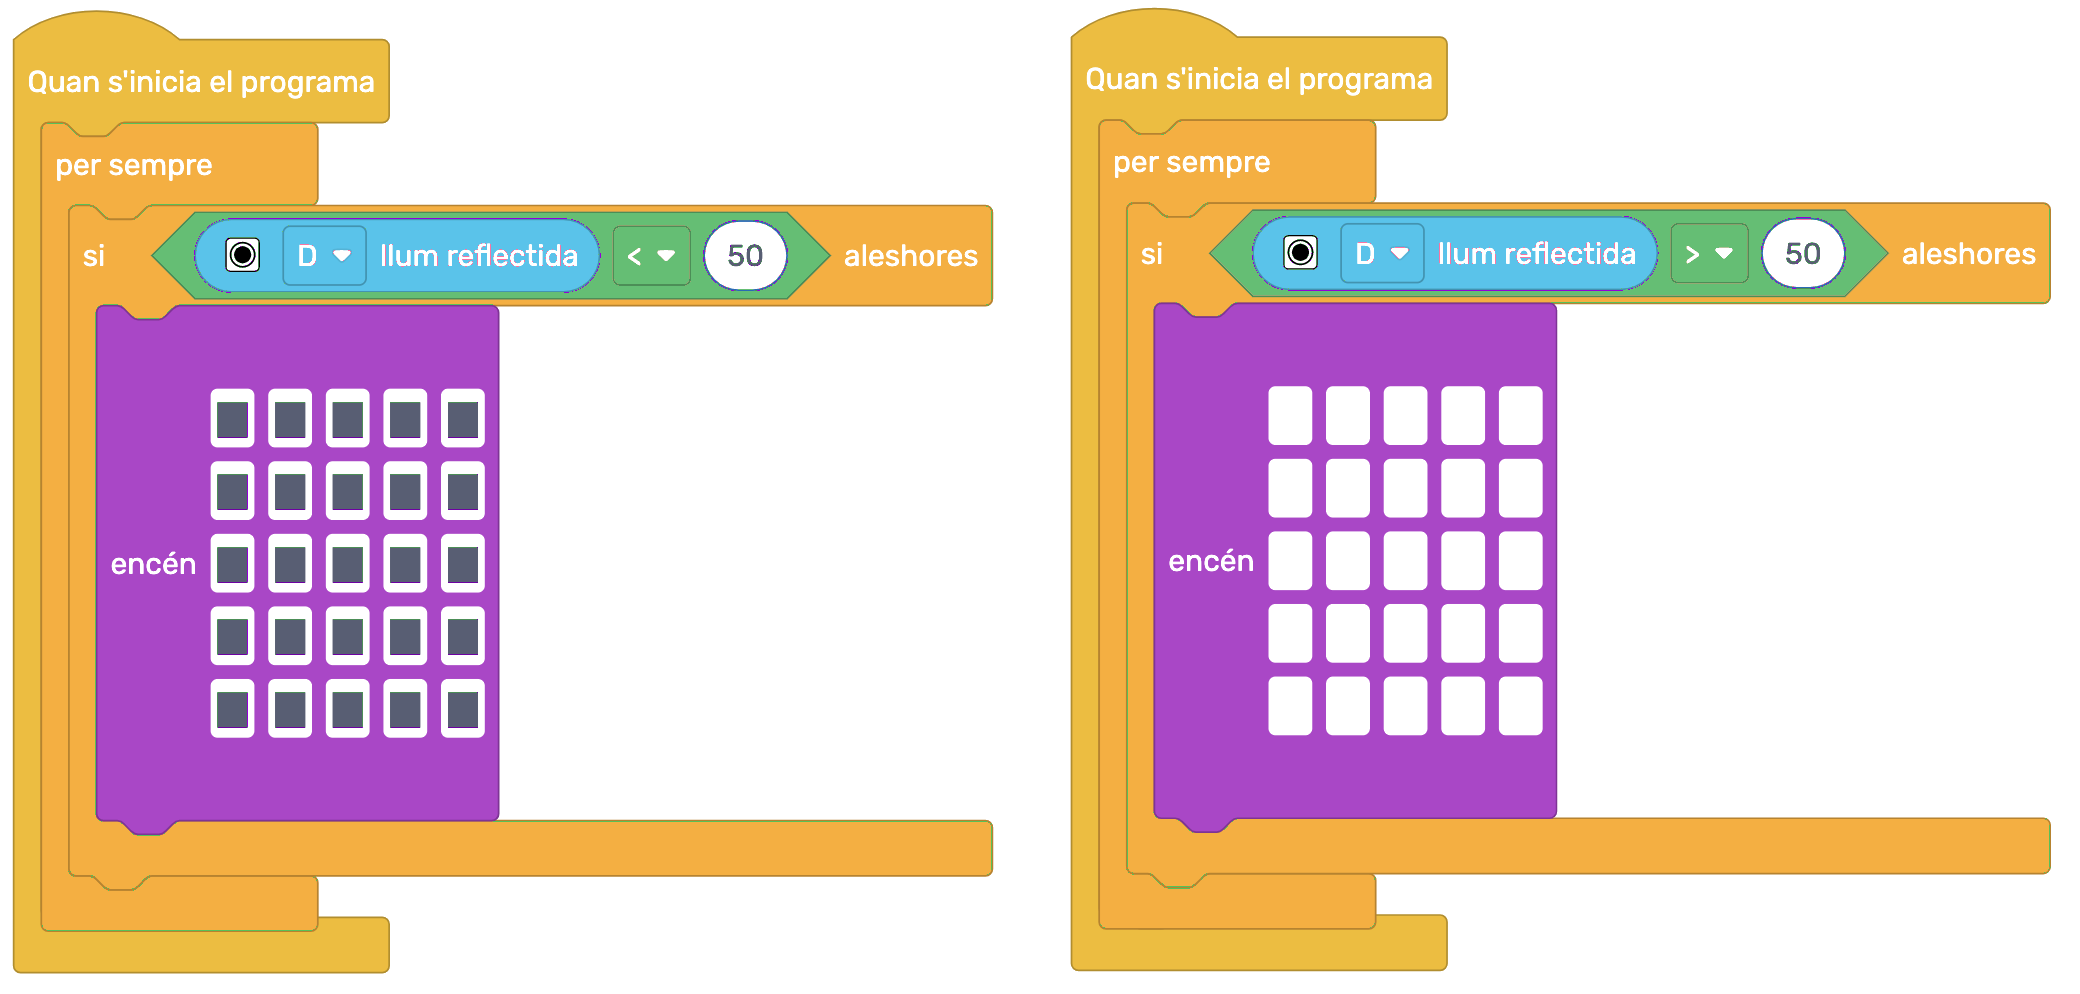 Quan s'inicia el programa
per sempre
si D llum reflectida < 50 aleshores
encén
Quan s'inicia el programa
per sempre
si D llum reflectida > 50 aleshores
encén